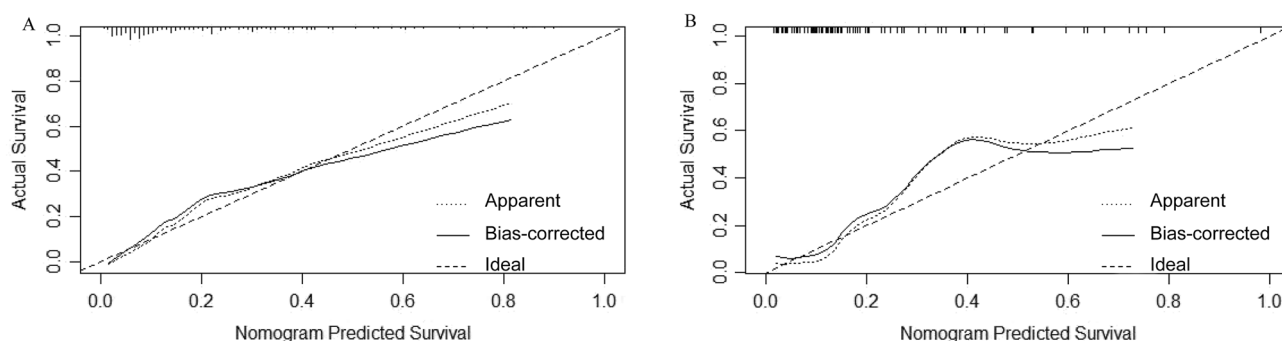 A
Actual Survival
1.0
0.8
0.6
0.4
0.2
0.0
Apparent
Bias-corrected
Ideal
0.0 0.2 0.4 0.6 0.8 1.0
Nomogram Predicted Survival
B
Actual Survival
1.0
0.8
0.6
0.4
0.2
0.0
Apparent
Bias-corrected
Ideal
0.0 0.2 0.4 0.6 0.8 1.0
Nomogram Predicted Survival